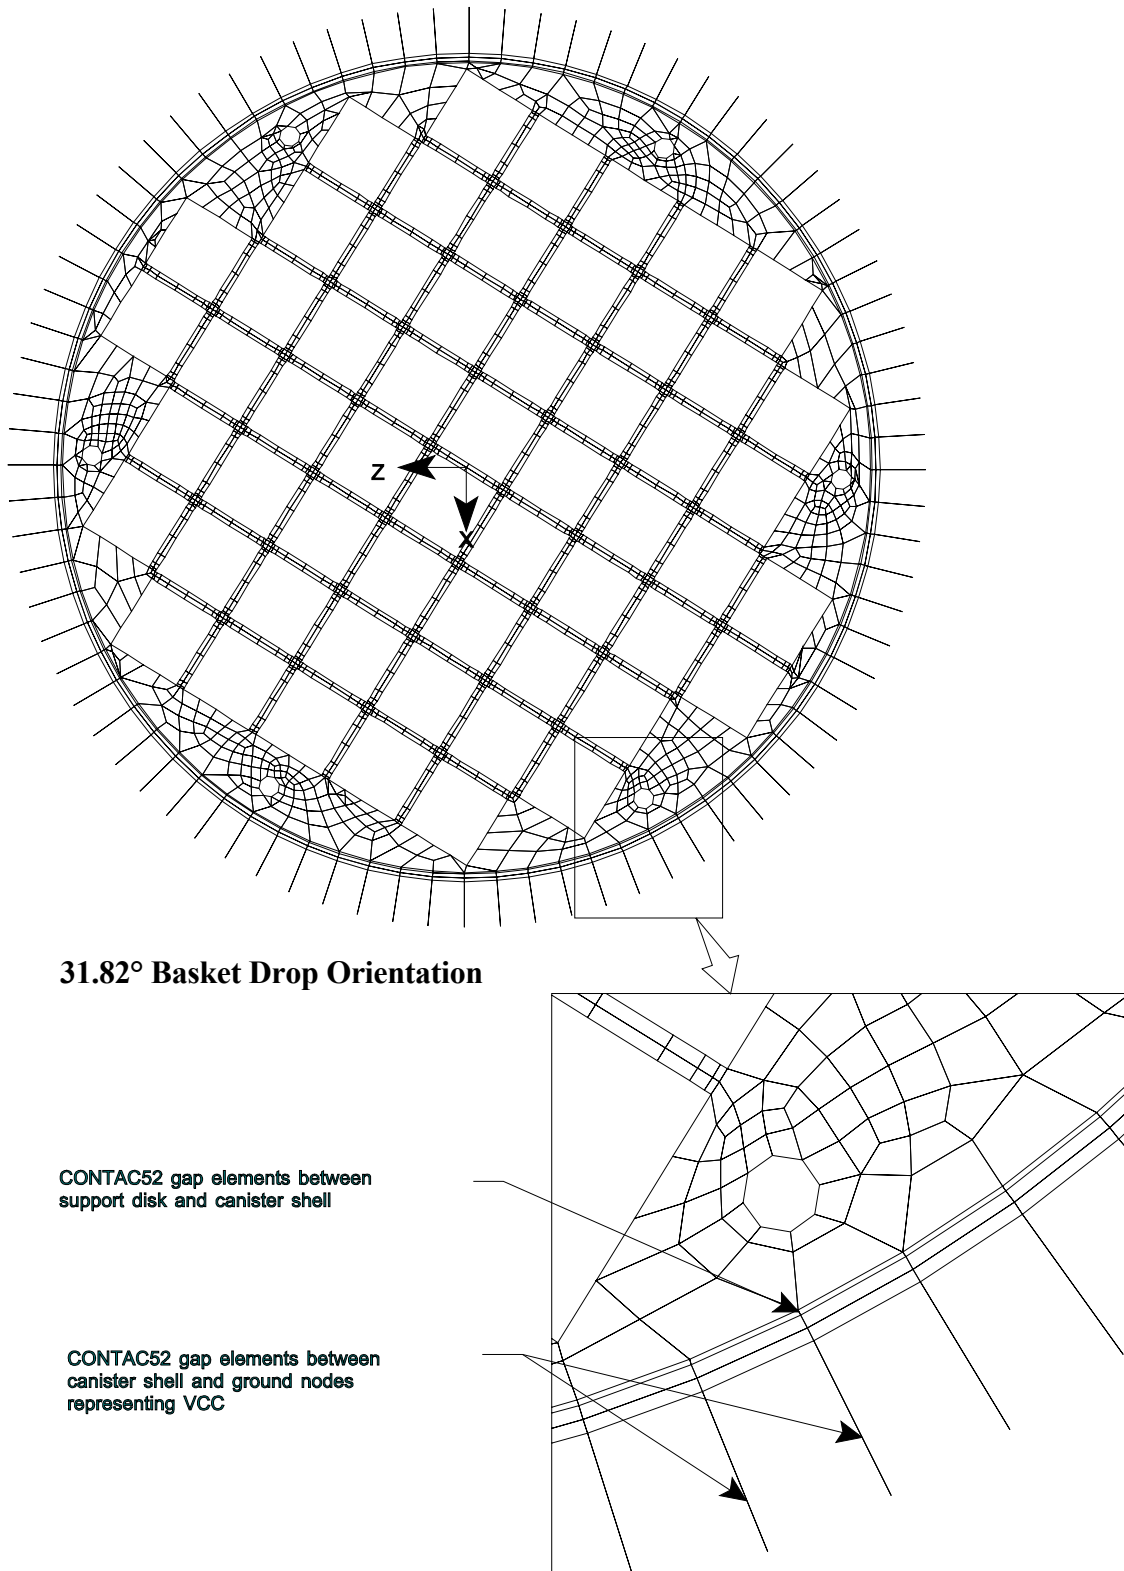 Z
X
31.82° Basket Drop Orientation
CONTAC52 gap elements between
support disk and canister shell
CONTAC52 gap elements between
canister shell and ground nodes
representing VCC